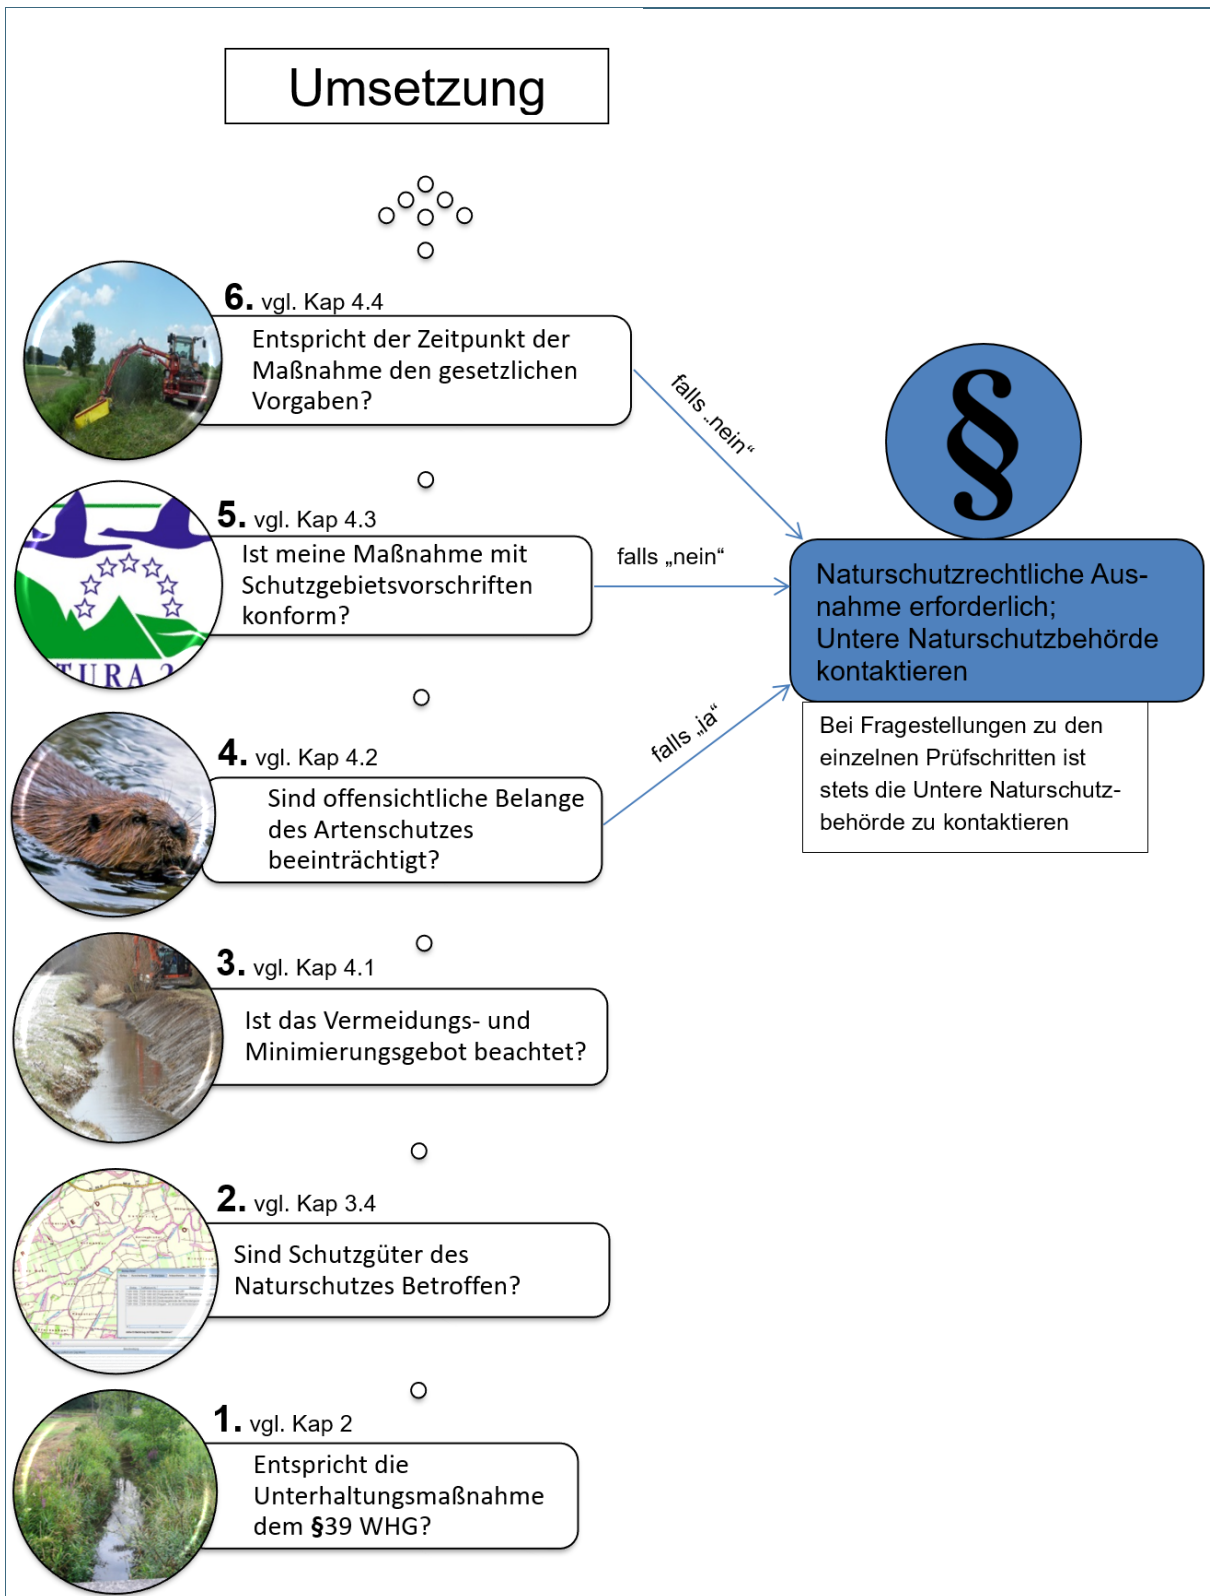 Umsetzung
6. vgl. Kap 4.4
Entspricht der Zeitpunkt der
Maßnahme den gesetzlichen
Vorgaben?
falls „nein“
5. vgl. Kap 4.3
Ist meine Maßnahme mit
Schutzgebietsvorschriften
konform?
TURA 2
falls „nein“
§
Naturschutzrechtliche Aus-
nahme erforderlich;
Untere Naturschutzbehörde
kontaktieren
Bei Fragestellungen zu den
einzelnen Prüfschritten ist
stets die Untere Naturschutz-
behörde zu kontaktieren
4. vgl. Kap 4.2
Sind offensichtliche Belange
des Artenschutzes
beeinträchtigt?
falls „ja“
3. vgl. Kap 4.1
Ist das Vermeidungs- und
Minimierungsgebot beachtet?
2. vgl. Kap 3.4
Sind Schutzgüter des
Naturschutzes Betroffen?
1. vgl. Kap 2
Entspricht die
Unterhaltungsmaßnahme
dem §39 WHG?